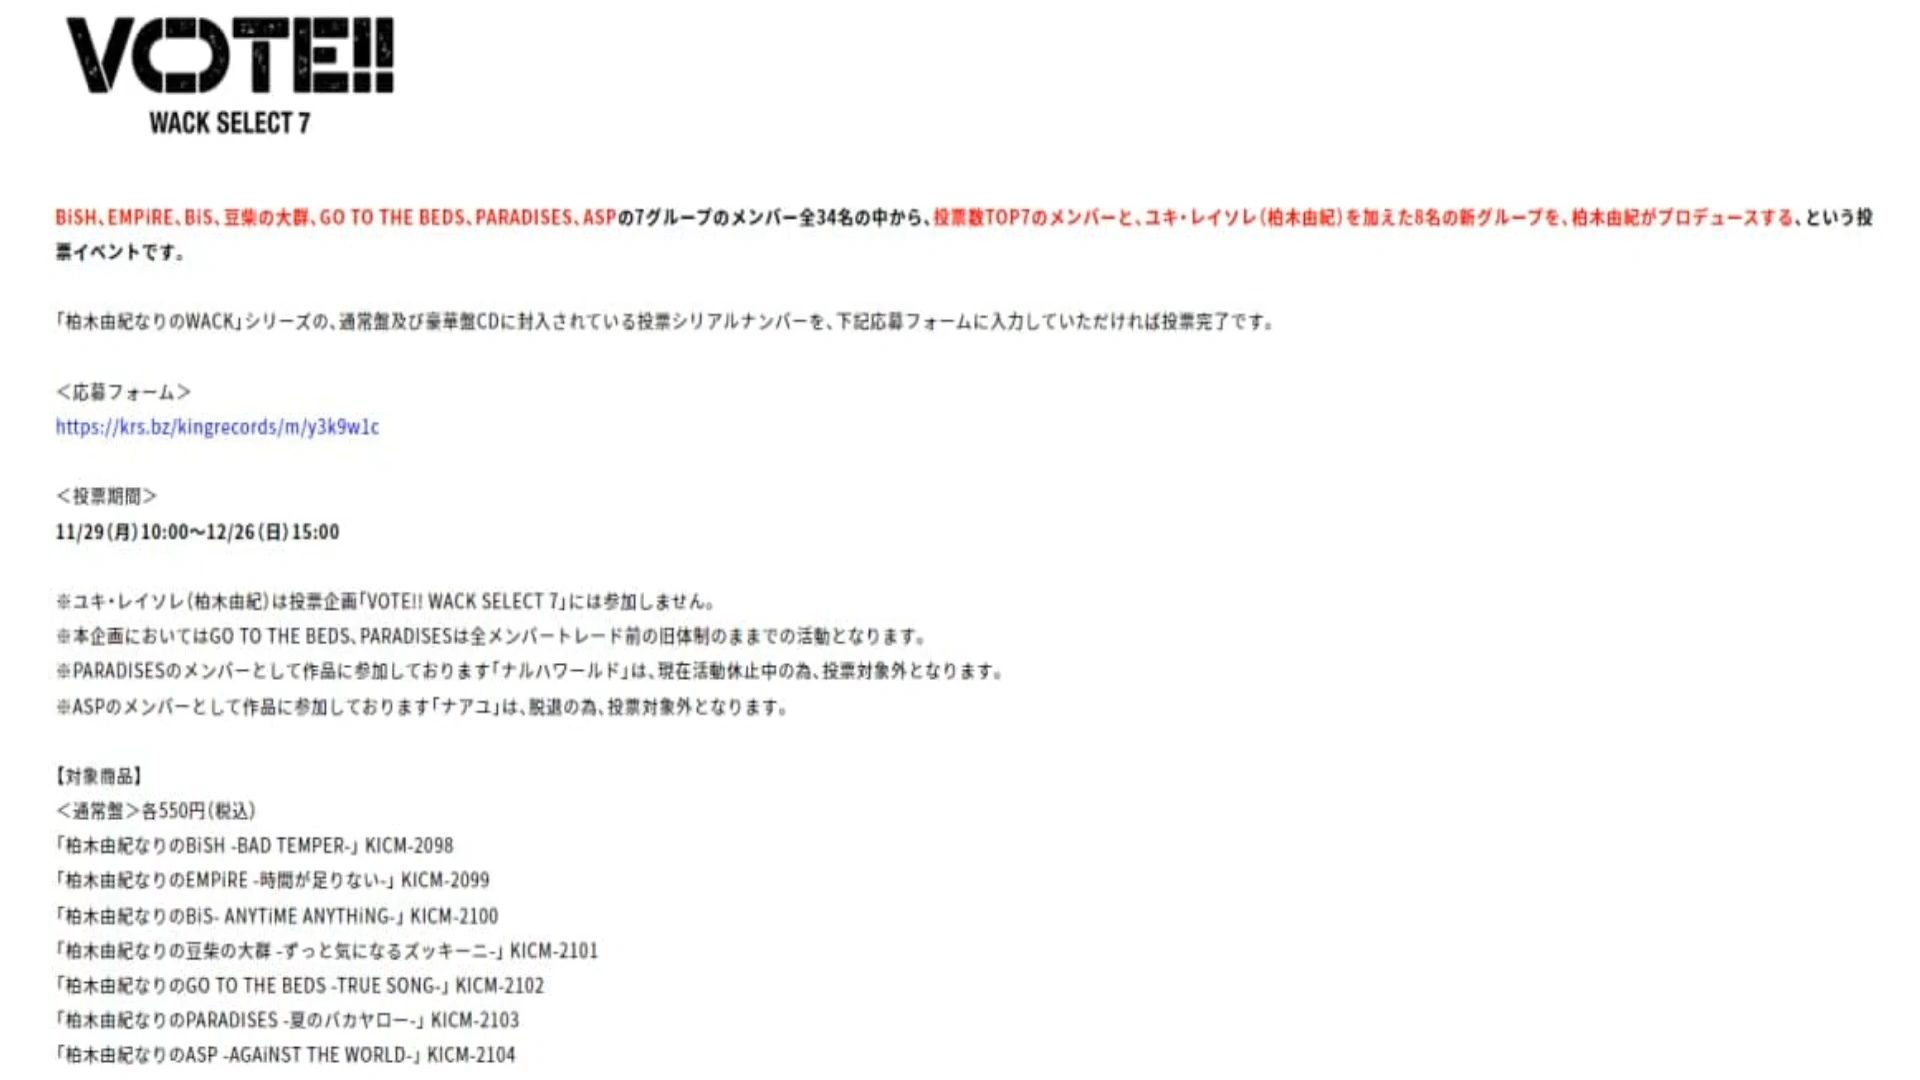 VOTE!!
WACK SELECT 7
BiSH、EMPiRE、BiS、豆柴の大群、GO TO THE BEDS、PARADISES、ASPの7グループのメンバー全34名の中から、投票数TOP7のメンバーと、ユキ・レイソレ(柏木由紀)を加えた8名の新グループを、柏木由紀がプロデュースする、という投
票イベントです。
「柏木由紀なりのWACK」シリーズの、通常盤及び豪華盤CDに封入されている投票シリアルナンバーを、下記応募フォームに入力していただければ投票完了です。
＜応募フォーム＞
https://krs.bz/kingrecords/m/y3k9w1c
＜投票期間＞
11/29(月)10:00〜12/26(日)15:00
※ユキ・レイソレ(柏木由紀)は投票企画「VOTE!! WACK SELECT 7」には参加しません。
※本企画においてはGO TO THE BEDS、PARADISESは全メンバートレード前の旧体制のままでの活動となります。
※PARADISESのメンバーとして作品に参加しております「ナルハワールド」は、現在活動休止中の為、投票対象外となります。
※ASPのメンバーとして作品に参加しております「ナアユ」は、脱退の為、投票対象外となります。
【対象商品】
＜通常盤＞各550円(税込)
「柏木由紀なりのBiSH -BAD TEMPER-」 KICM-2098
「柏木由紀なりのEMPiRE -時間が足りない-」 KICM-2099
「柏木由紀なりのBiS- ANYTiME ANYTHiNG-」 KICM-2100
「柏木由紀なりの豆柴の大群 -ずっと気になるズッキーニ-」 KICM-2101
「柏木由紀なりのGO TO THE BEDS -TRUE SONG-」 KICM-2102
「柏木由紀なりのPARADISES -夏のバカヤロー-」 KICM-2103
「柏木由紀なりのASP -AGAiNST THE WORLD-」 KICM-2104